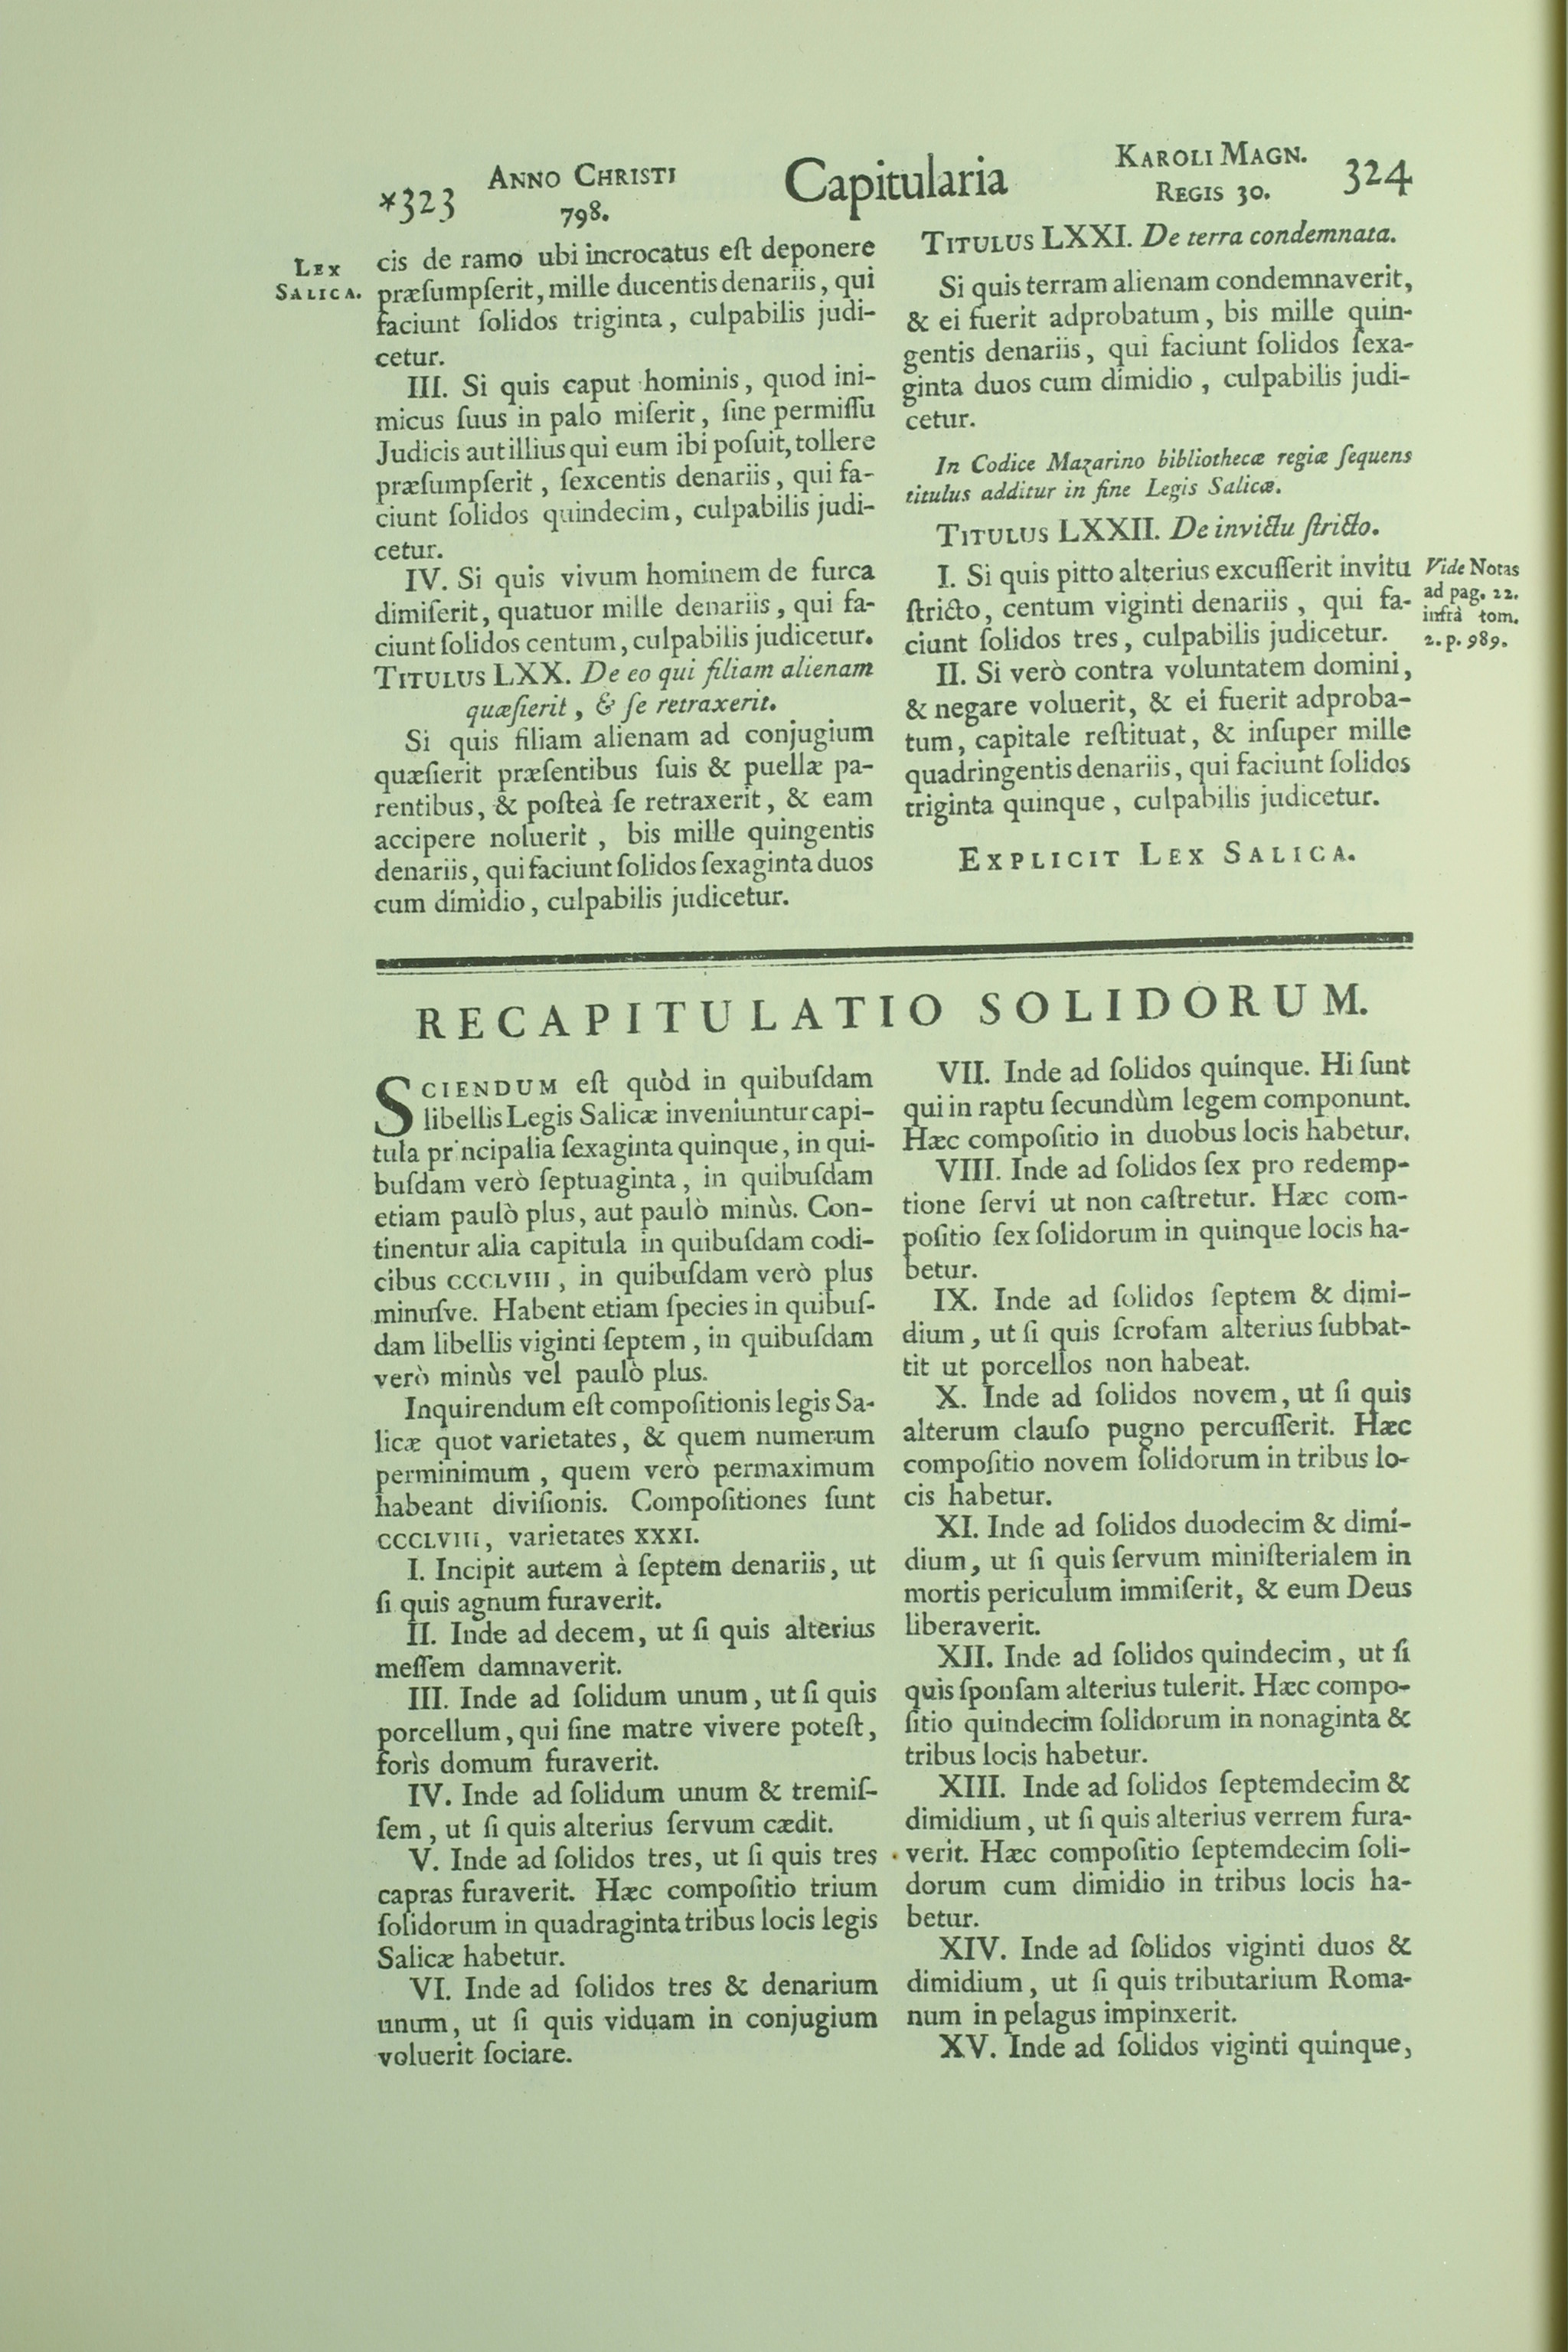 *323
ANNO CHRISTI
798.
Capitularia
KAROLI MAGN.
REGIS 30.
324
LEX
SALICA.
cis de ramo ubi incrocatus eſt deponere
præſumpſerit, mille ducentis denariis, qui
faciunt ſolidos triginta, culpabilis judi-
cetur.
III. Si quis caput hominis, quod ini-
micus ſuus in palo miſerit, ſine permiſſu
Judicis aut illius qui eum ibi poſuit, tollere
præſumpſerit, ſexcentis denariis, qui fa-
ciunt ſolidos quindecim, culpabilis judi-
cetur.
IV. Si quis vivum hominem de furca
dimiſerit, quatuor mille denariis, qui fa-
ciunt ſolidos centum, culpabilis judicetur.
TITULUS LXX. De eo qui filiam alienam
quæſierit, & ſe retraxerit.
Si quis filiam alienam ad conjugium
quæſierit præſentibus ſuis & puellæ pa-
rentibus, & poſteà ſe retraxerit, & eam
accipere noluerit, bis mille quingentis
denariis, qui faciunt ſolidos ſexaginta duos
cum dimidio, culpabilis judicetur.
TITULUS LXXI. De terra condemnata.
Si quis terram alienam condemnaverit,
& ei fuerit adprobatum, bis mille quin-
gentis denariis, qui faciunt ſolidos ſexa-
ginta duos cum dimidio, culpabilis judi-
cetur.
In Codice Mazarino bibliothecæ regiæ ſequens
titulus additur in fine Legis Salicæ.
TITULUS LXXII. De invictu ſtricto.
I. Si quis pitto alterius excuſſerit invitu
ſtricto, centum viginti denariis, qui fa-
ciunt ſolidos tres, culpabilis judicetur.
II. Si verò contra voluntatem domini,
& negare voluerit, & ei fuerit adproba-
tum, capitale reſtituat, & inſuper mille
quadringentis denariis, qui faciunt ſolidos
triginta quinque, culpabilis judicetur.
EXPLICIT LEX SALICA.
Vide Notas
ad pag. 22.
infrà tom.
2. p. 989.
RECAPITULATIO SOLIDORUM.
SCIENDUM eſt quòd in quibuſdam
libellis Legis Salicæ inveniuntur capi-
tula pr ncipalia ſexaginta quinque, in qui-
buſdam verò ſeptuaginta, in quibuſdam
etiam paulò plus, aut paulò minùs. Con-
tinentur alia capitula in quibuſdam codi-
cibus CCCLVIII, in quibuſdam verò plus
minuſve. Habent etiam ſpecies in quibuſ-
dam libellis viginti ſeptem, in quibuſdam
verò minùs vel paulò plus.
Inquirendum eſt compoſitionis legis Sa-
licæ quot varietates, & quem numerum
perminimum, quem verò permaximum
habeant diviſionis. Compoſitiones ſunt
CCCLVIII, varietates XXXI.
I. Incipit autem à ſeptem denariis, ut
ſi quis agnum furaverit.
II. Inde ad decem, ut ſi quis alterius
meſſem damnaverit.
III. Inde ad ſolidum unum, ut ſi quis
porcellum, qui ſine matre vivere poteſt,
foris domum furaverit.
IV. Inde ad ſolidum unum & tremiſ-
ſem, ut ſi quis alterius ſervum cædit.
V. Inde ad ſolidos tres, ut ſi quis tres
capras furaverit. Hæc compoſitio trium
ſolidorum in quadraginta tribus locis legis
Salicæ habetur.
VI. Inde ad ſolidos tres & denarium
unum, ut ſi quis viduam in conjugium
voluerit ſociare.
VII. Inde ad ſolidos quinque. Hi ſunt
qui in raptu ſecundùm legem componunt.
Hæc compoſitio in duobus locis habetur.
VIII. Inde ad ſolidos ſex pro redemp-
tione ſervi ut non caſtretur. Hæc com-
poſitio ſex ſolidorum in quinque locis ha-
betur.
IX. Inde ad ſolidos ſeptem & dimi-
dium, ut ſi quis ſcrofam alterius ſubbat-
tit ut porcellos non habeat.
X. Inde ad ſolidos novem, ut ſi quis
alterum clauſo pugno percuſſerit. Hæc
compoſitio novem ſolidorum in tribus lo-
cis habetur.
XI. Inde ad ſolidos duodecim & dimi-
dium, ut ſi quis ſervum miniſterialem in
mortis periculum immiſerit, & eum Deus
liberaverit.
XII. Inde ad ſolidos quindecim, ut ſi
quis ſponſam alterius tulerit. Hæc compo-
ſitio quindecim ſolidorum in nonaginta &
tribus locis habetur.
XIII. Inde ad ſolidos ſeptemdecim &
dimidium, ut ſi quis alterius verrem fura-
verit. Hæc compoſitio ſeptemdecim ſoli-
dorum cum dimidio in tribus locis ha-
betur.
XIV. Inde ad ſolidos viginti duos &
dimidium, ut ſi quis tributarium Roma-
num in pelagus impinxerit.
XV. Inde ad ſolidos viginti quinque,